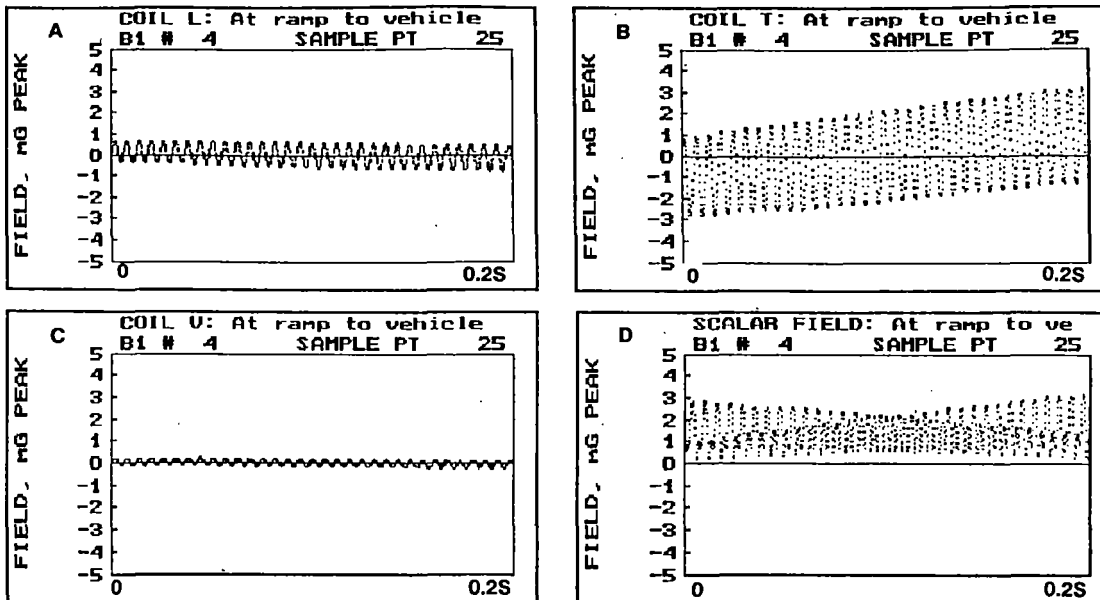 A
COIL L: At ramp to vehicle
B1 # 4 SAMPLE PT 25
FIELD, mG PEAK
5
4
3
2
1
0
-1
-2
-3
-4
-5
0 0.2S
B
COIL T: At ramp to vehicle
B1 # 4 SAMPLE PT 25
FIELD, mG PEAK
5
4
3
2
1
0
-1
-2
-3
-4
-5
0 0.2S
C
COIL V: At ramp to vehicle
B1 # 4 SAMPLE PT 25
FIELD, mG PEAK
5
4
3
2
1
0
-1
-2
-3
-4
-5
0 0.2S
D
SCALAR FIELD: At ramp to ve
B1 # 4 SAMPLE PT 25
FIELD, mG PEAK
5
4
3
2
1
0
-1
-2
-3
-4
-5
0 0.2S